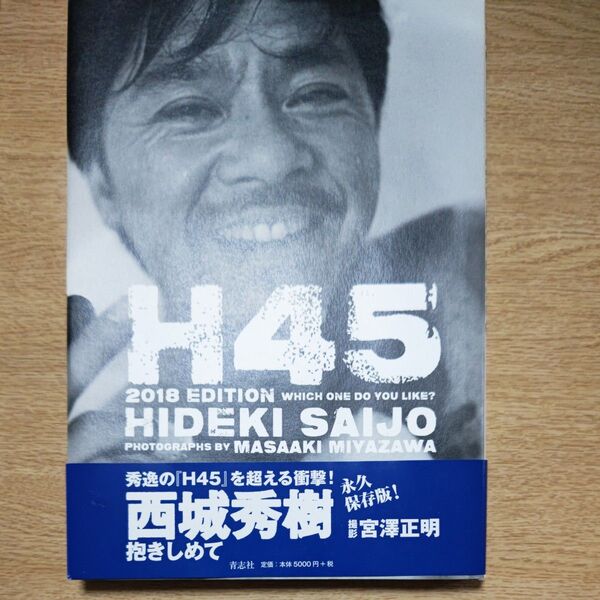 H45
2018 EDITION WHICH ONE DO YOU LIKE?
HIDEKI SAIJO
PHOTOGRAPHS BY MASAAKI MIYAZAWA
秀逸の『H45』を超える衝撃!
永久
保存版!
西城秀樹
抱きしめて
撮影 宮澤正明
青志社 定価:本体5000円+税